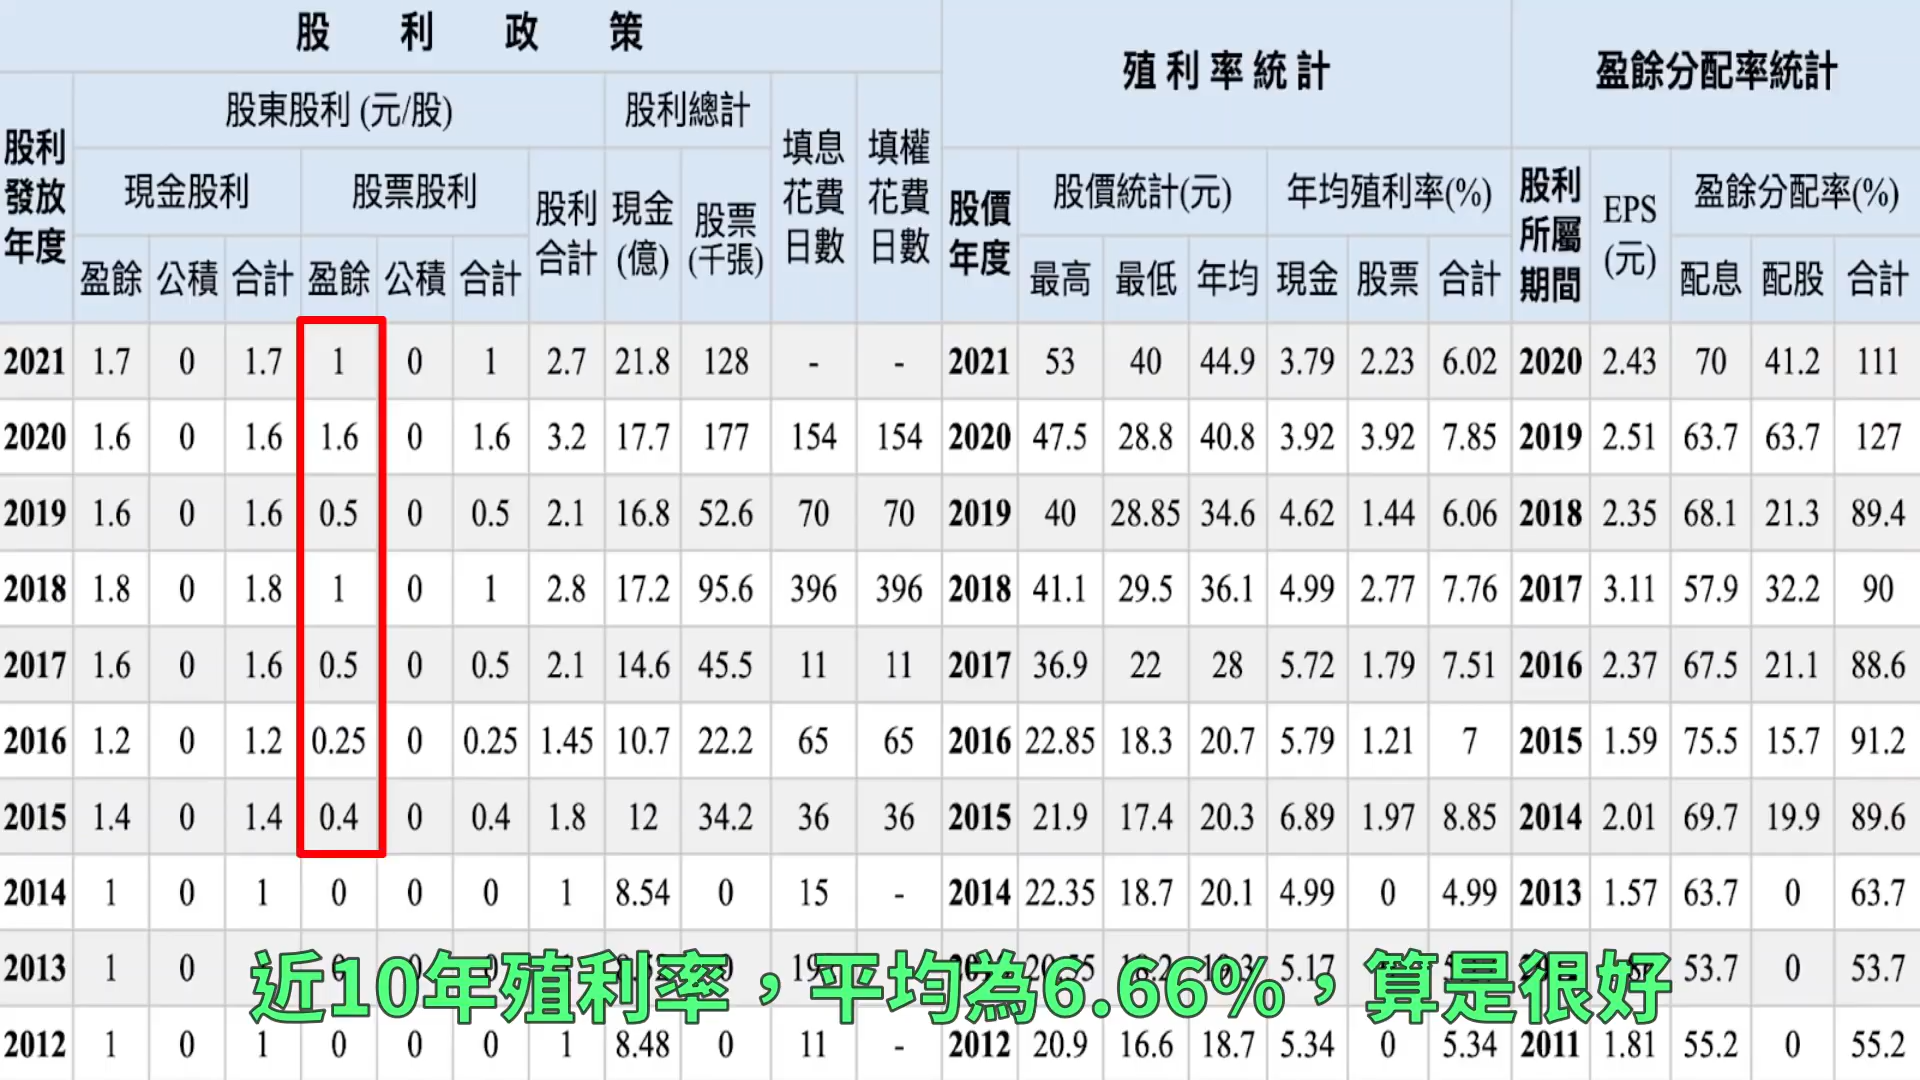 股利政策
殖利率統計
盈餘分配率統計
股利發放年度
股東股利 (元/股)
股利總計
填息花費日數
填權花費日數
股價年度
股價統計(元)
年均殖利率(%)
股利所屬期間
EPS (元)
盈餘分配率(%)
現金股利
股票股利
股利合計
現金(億)
股票(千張)
盈餘 公積 合計 盈餘 公積 合計
最高 最低 年均 現金 股票 合計
配息 配股 合計
2021 1.7 0 1.7 1 0 1 2.7 21.8 128 - - 2021 53 40 44.9 3.79 2.23 6.02 2020 2.43 70 41.2 111
2020 1.6 0 1.6 1.6 0 1.6 3.2 17.7 177 154 154 2020 47.5 28.8 40.8 3.92 3.92 7.85 2019 2.51 63.7 63.7 127
2019 1.6 0 1.6 0.5 0 0.5 2.1 16.8 52.6 70 70 2019 40 28.85 34.6 4.62 1.44 6.06 2018 2.35 68.1 21.3 89.4
2018 1.8 0 1.8 1 0 1 2.8 17.2 95.6 396 396 2018 41.1 29.5 36.1 4.99 2.77 7.76 2017 3.11 57.9 32.2 90
2017 1.6 0 1.6 0.5 0 0.5 2.1 14.6 45.5 11 11 2017 36.9 22 28 5.72 1.79 7.51 2016 2.37 67.5 21.1 88.6
2016 1.2 0 1.2 0.25 0 0.25 1.45 10.7 22.2 65 65 2016 22.85 18.3 20.7 5.79 1.21 7 2015 1.59 75.5 15.7 91.2
2015 1.4 0 1.4 0.4 0 0.4 1.8 12 34.2 36 36 2015 21.9 17.4 20.3 6.89 1.97 8.85 2014 2.01 69.7 19.9 89.6
2014 1 0 1 0 0 0 1 8.54 0 15 - 2014 22.35 18.7 20.1 4.99 0 4.99 2013 1.57 63.7 0 63.7
2013 1 0 5.17 53.7 0 53.7
近10年殖利率，平均為6.66%，算是很好
2012 1 0 1 0 0 0 1 8.48 0 11 - 2012 20.9 16.6 18.7 5.34 0 5.34 2011 1.81 55.2 0 55.2